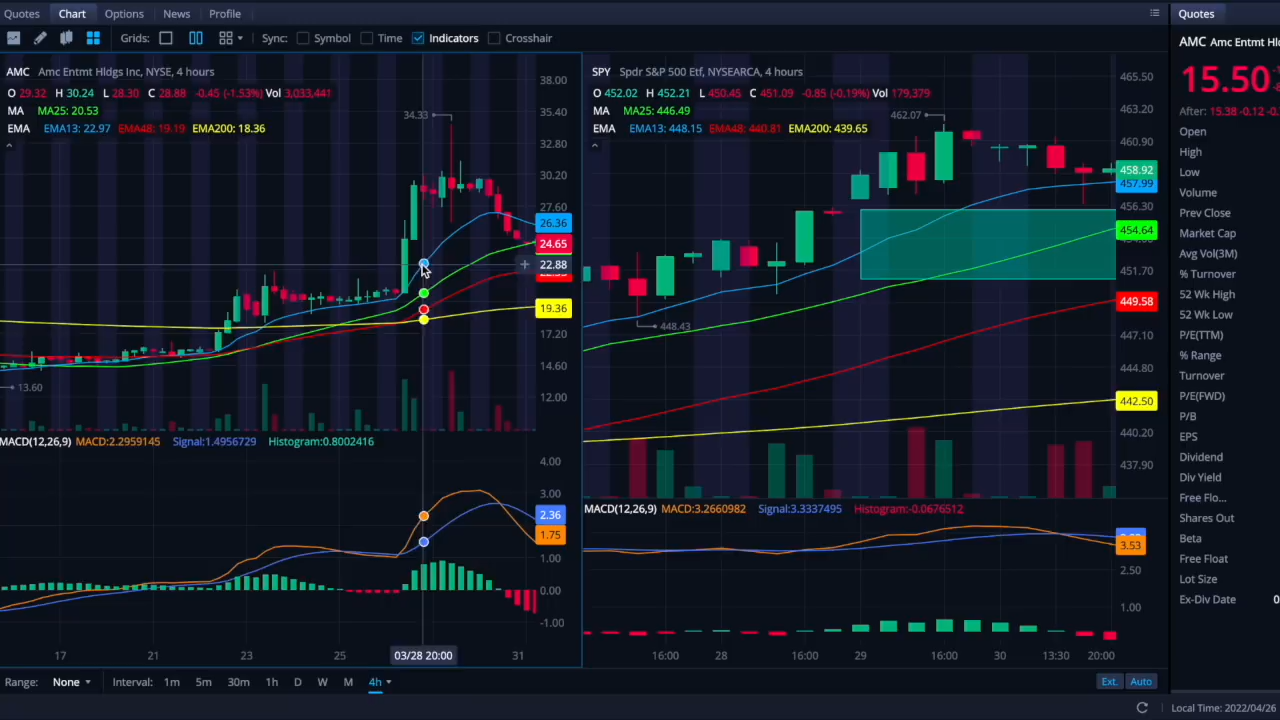 Quotes Chart Options News Profile
Grids: Sync: Symbol Time Indicators Crosshair
AMC Amc Entmt Hldgs Inc, NYSE, 4 hours
O 29.32 H 30.24 L 28.30 C 28.88 -0.45 (-1.53%) Vol 3,033,441
MA MA25: 20.53
EMA EMA13: 22.97 EMA48: 19.19 EMA200: 18.36
34.33
13.60
38.00
35.40
32.80
30.20
27.60
26.36
24.65
22.88
19.36
17.20
14.60
12.00
MACD(12,26,9) MACD:2.2959145 Signal:1.4956729 Histogram:0.8002416
4.00
3.00
2.36
1.75
1.00
0.00
-1.00
17 21 23 25 03/28 20:00 31
SPY Spdr S&P 500 Etf, NYSEARCA, 4 hours
O 452.02 H 452.21 L 450.45 C 451.09 -0.85 (-0.19%) Vol 179,379
MA MA25: 446.49
EMA EMA13: 448.15 EMA48: 440.81 EMA200: 439.65
462.07
448.43
465.50
463.20
460.90
458.92
457.99
456.30
454.64
451.70
449.58
447.10
444.80
442.50
440.20
437.90
MACD(12,26,9) MACD:3.2660982 Signal:3.3337495 Histogram:-0.0676512
3.53
2.50
1.00
16:00 28 16:00 29 16:00 30 13:30 20:00
Range: None Interval: 1m 5m 30m 1h D W M 4h Ext. Auto
Quotes
AMC Amc Entmt
15.50
After: 15.38 -0.12
Open
High
Low
Volume
Prev Close
Market Cap
Avg Vol(3M)
% Turnover
52 Wk High
52 Wk Low
P/E(TTM)
% Range
Turnover
P/E(FWD)
P/B
EPS
Dividend
Div Yield
Free Flo...
Shares Out
Beta
Free Float
Lot Size
Ex-Div Date
Local Time: 2022/04/26